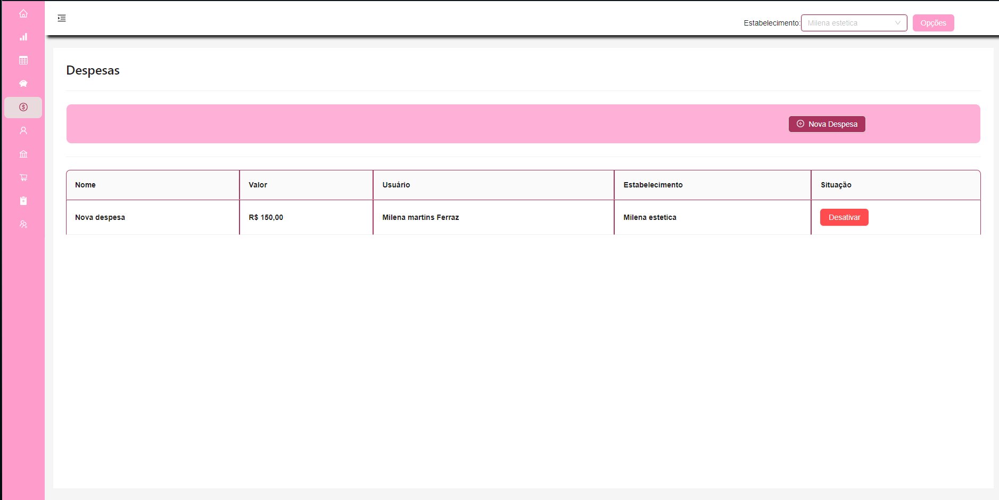 Estabelecimento: Milena estetica Opções
Despesas
Nova Despesa
Nome Valor Usuário Estabelecimento Situação
Nova despesa R$ 150,00 Milena martins Ferraz Milena estetica Desativar